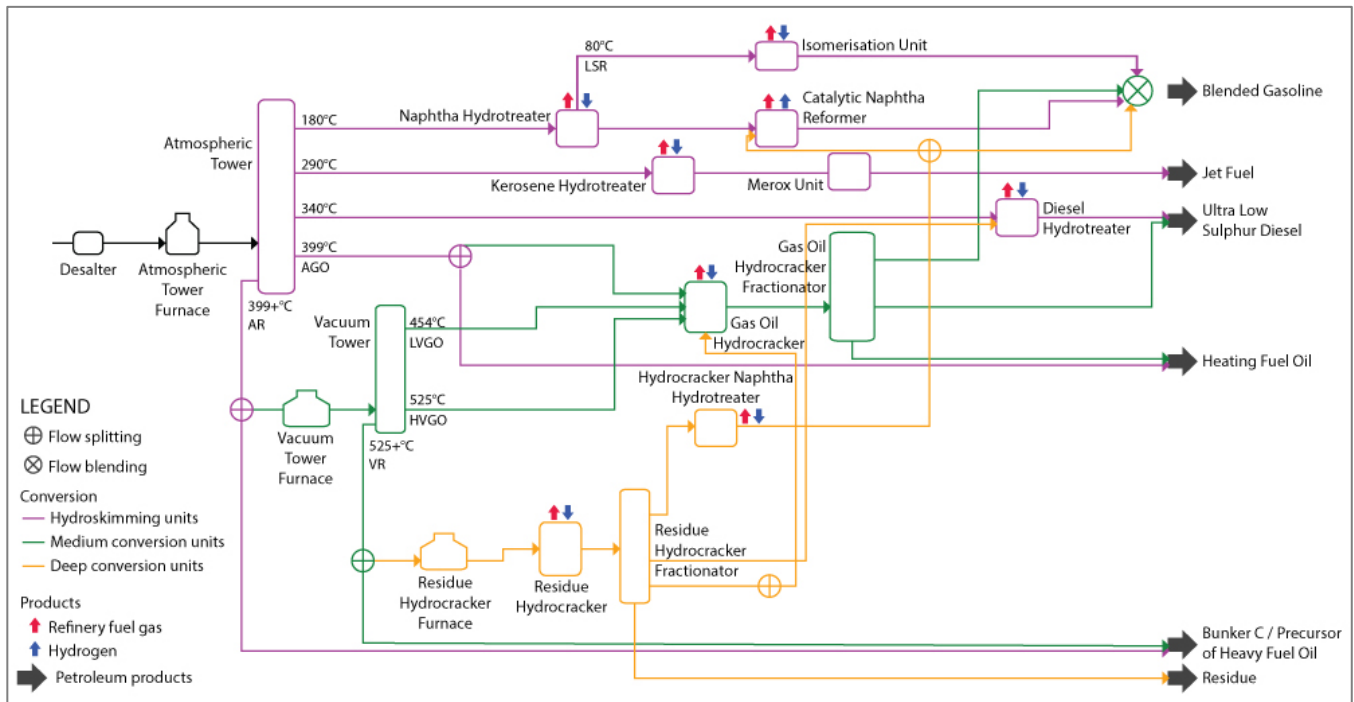 80°C
LSR
Isomerisation Unit
Naphtha Hydrotreater
Catalytic Naphtha
Reformer
Blended Gasoline
Atmospheric
Tower
180°C
290°C
Kerosene Hydrotreater
Merox Unit
Jet Fuel
340°C
Diesel
Hydrotreater
Ultra Low
Sulphur Diesel
Desalter
Atmospheric
Tower
Furnace
399°C
AGO
399+°C
AR
Gas Oil
Hydrocracker
Fractionator
Vacuum
Tower
454°C
LVGO
Gas Oil
Hydrocracker
Heating Fuel Oil
525°C
HVGO
Hydrocracker Naphtha
Hydrotreater
525+°C
VR
Vacuum
Tower
Furnace
LEGEND
Flow splitting
Flow blending
Conversion
Hydroskimming units
Medium conversion units
Deep conversion units
Products
Refinery fuel gas
Hydrogen
Petroleum products
Residue
Hydrocracker
Furnace
Residue
Hydrocracker
Residue
Hydrocracker
Fractionator
Bunker C / Precursor
of Heavy Fuel Oil
Residue